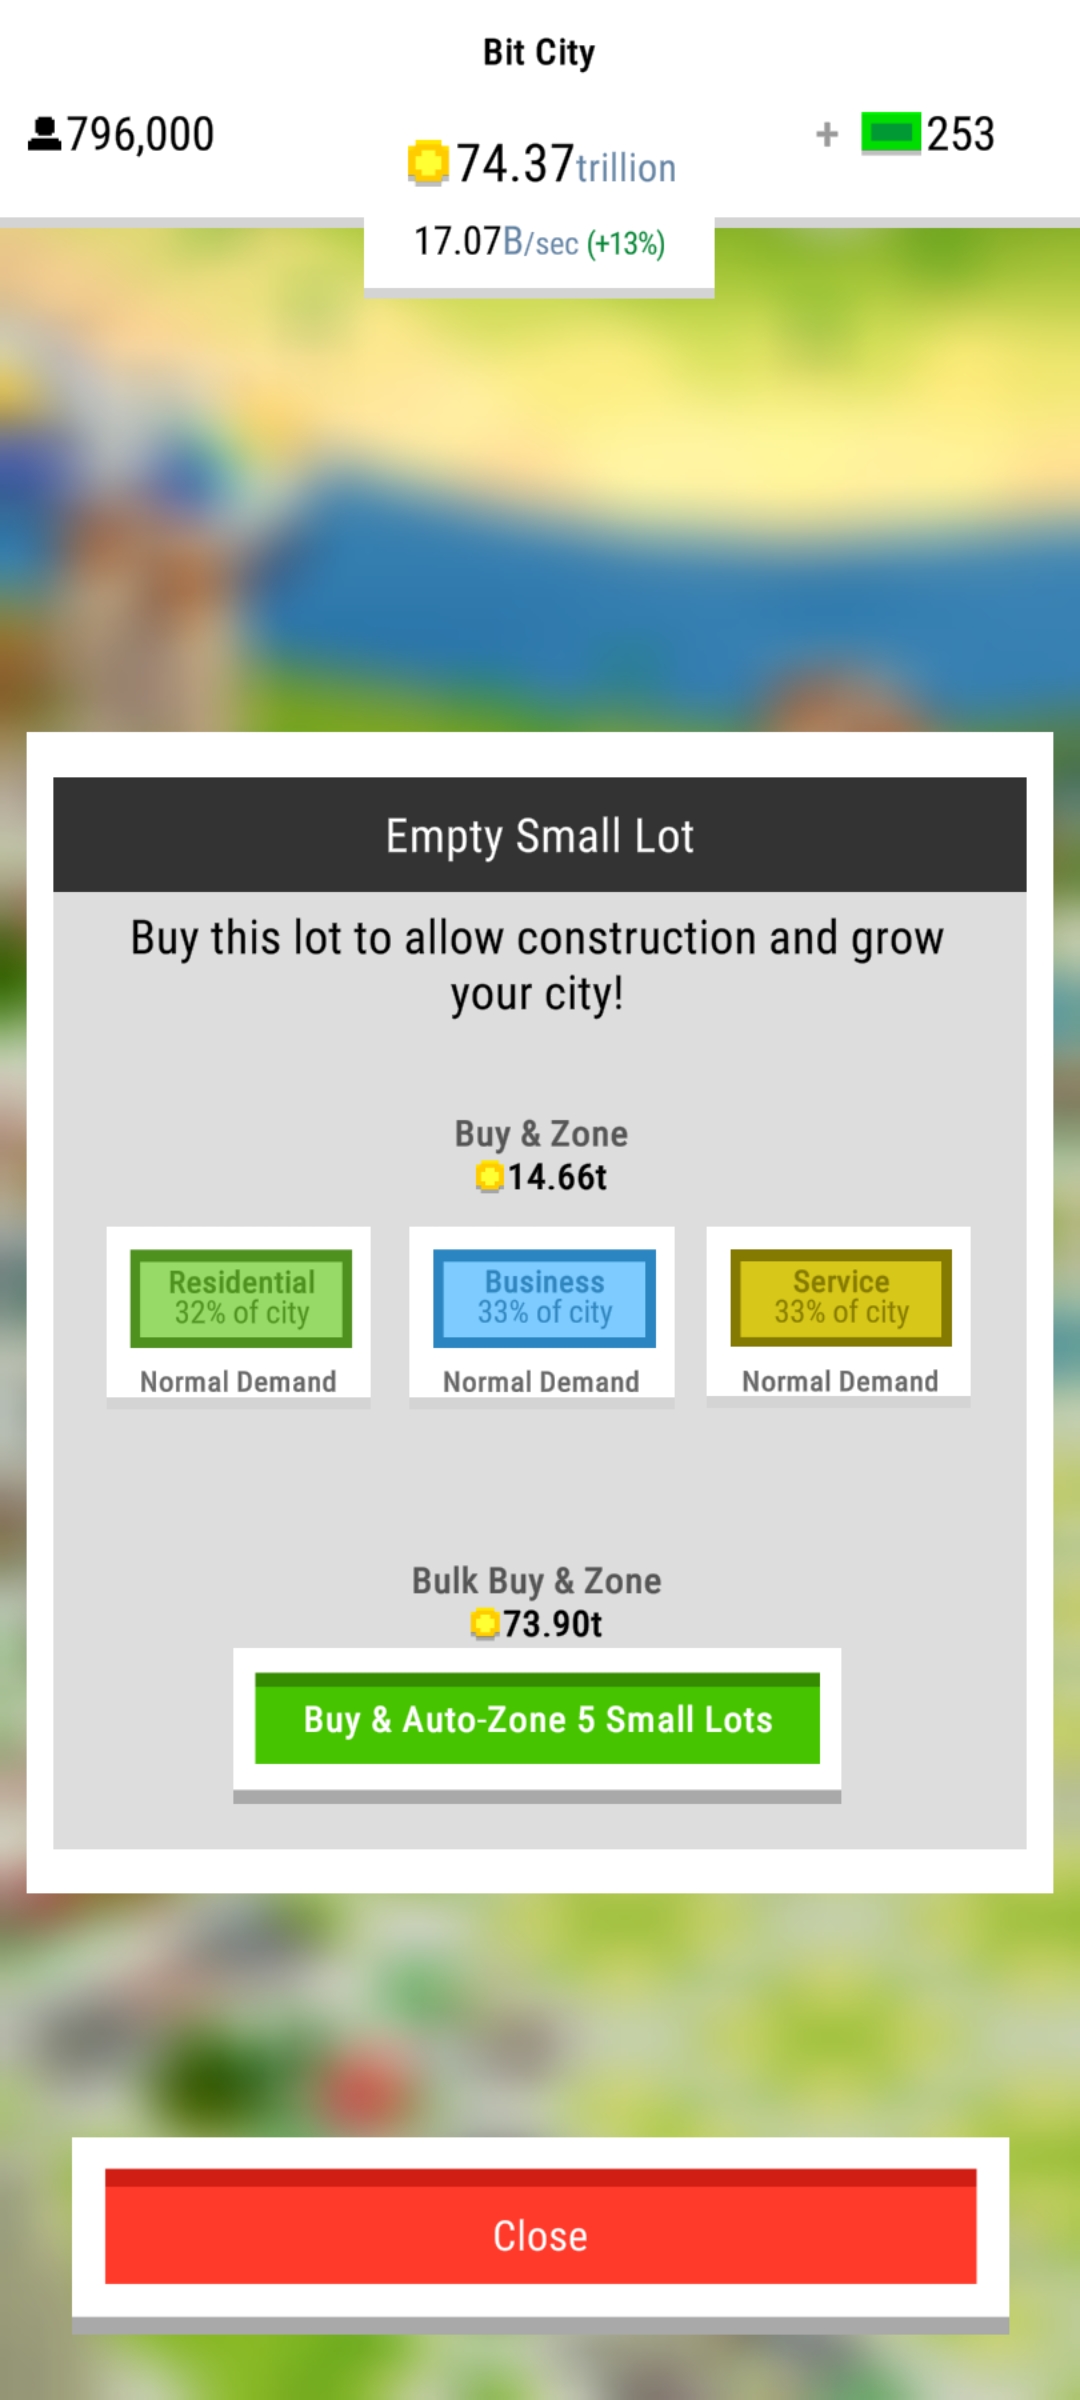 Bit City
796,000
74.37trillion
+ 253
17.07B/sec (+13%)
Empty Small Lot
Buy this lot to allow construction and grow
your city!
Buy & Zone
14.66t
Residential
32% of city
Normal Demand
Business
33% of city
Normal Demand
Service
33% of city
Normal Demand
Bulk Buy & Zone
73.90t
Buy & Auto-Zone 5 Small Lots
Close